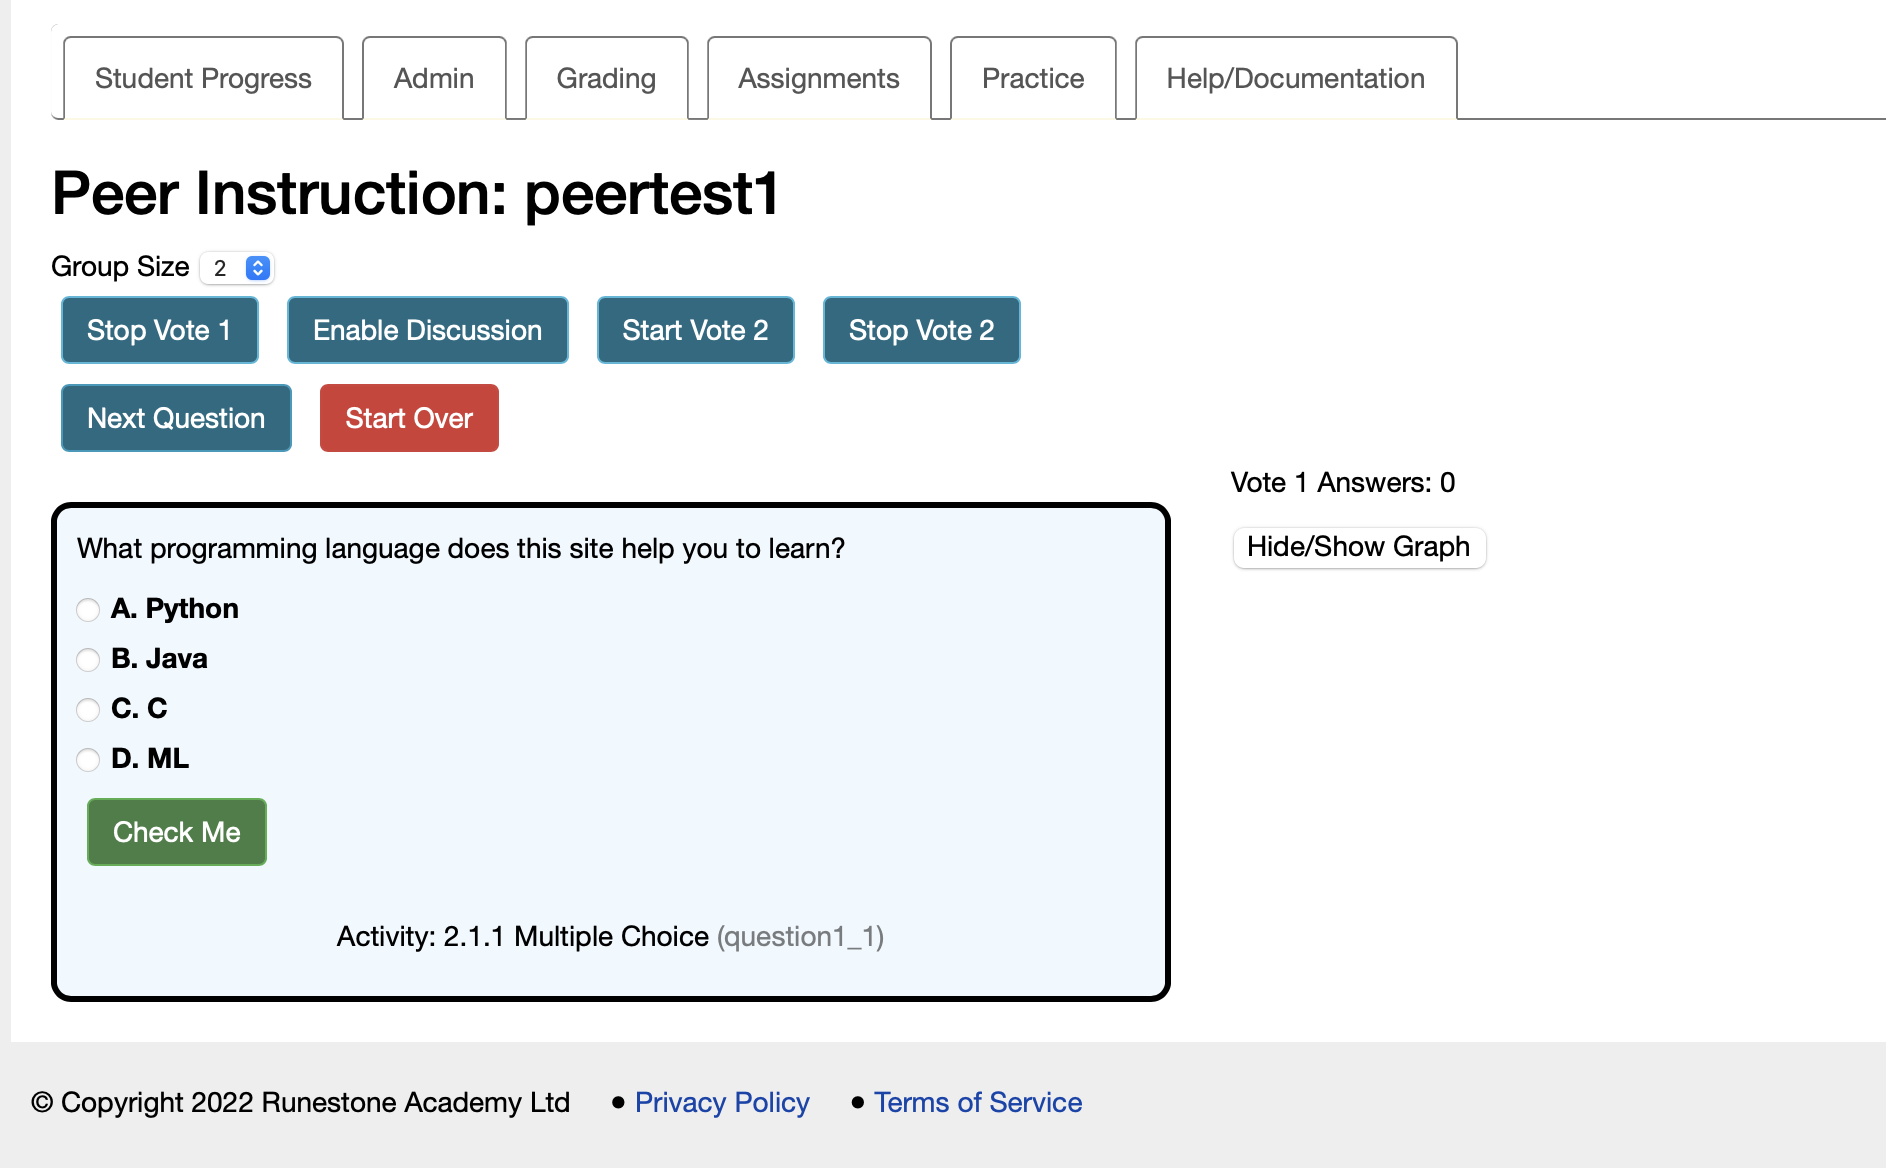 Student Progress Admin Grading Assignments Practice Help/Documentation
Peer Instruction: peertest1
Group Size 2
Stop Vote 1 Enable Discussion Start Vote 2 Stop Vote 2
Next Question Start Over
Vote 1 Answers: 0
Hide/Show Graph
What programming language does this site help you to learn?
A. Python
B. Java
C. C
D. ML
Check Me
Activity: 2.1.1 Multiple Choice (question1_1)
© Copyright 2022 Runestone Academy Ltd • Privacy Policy • Terms of Service